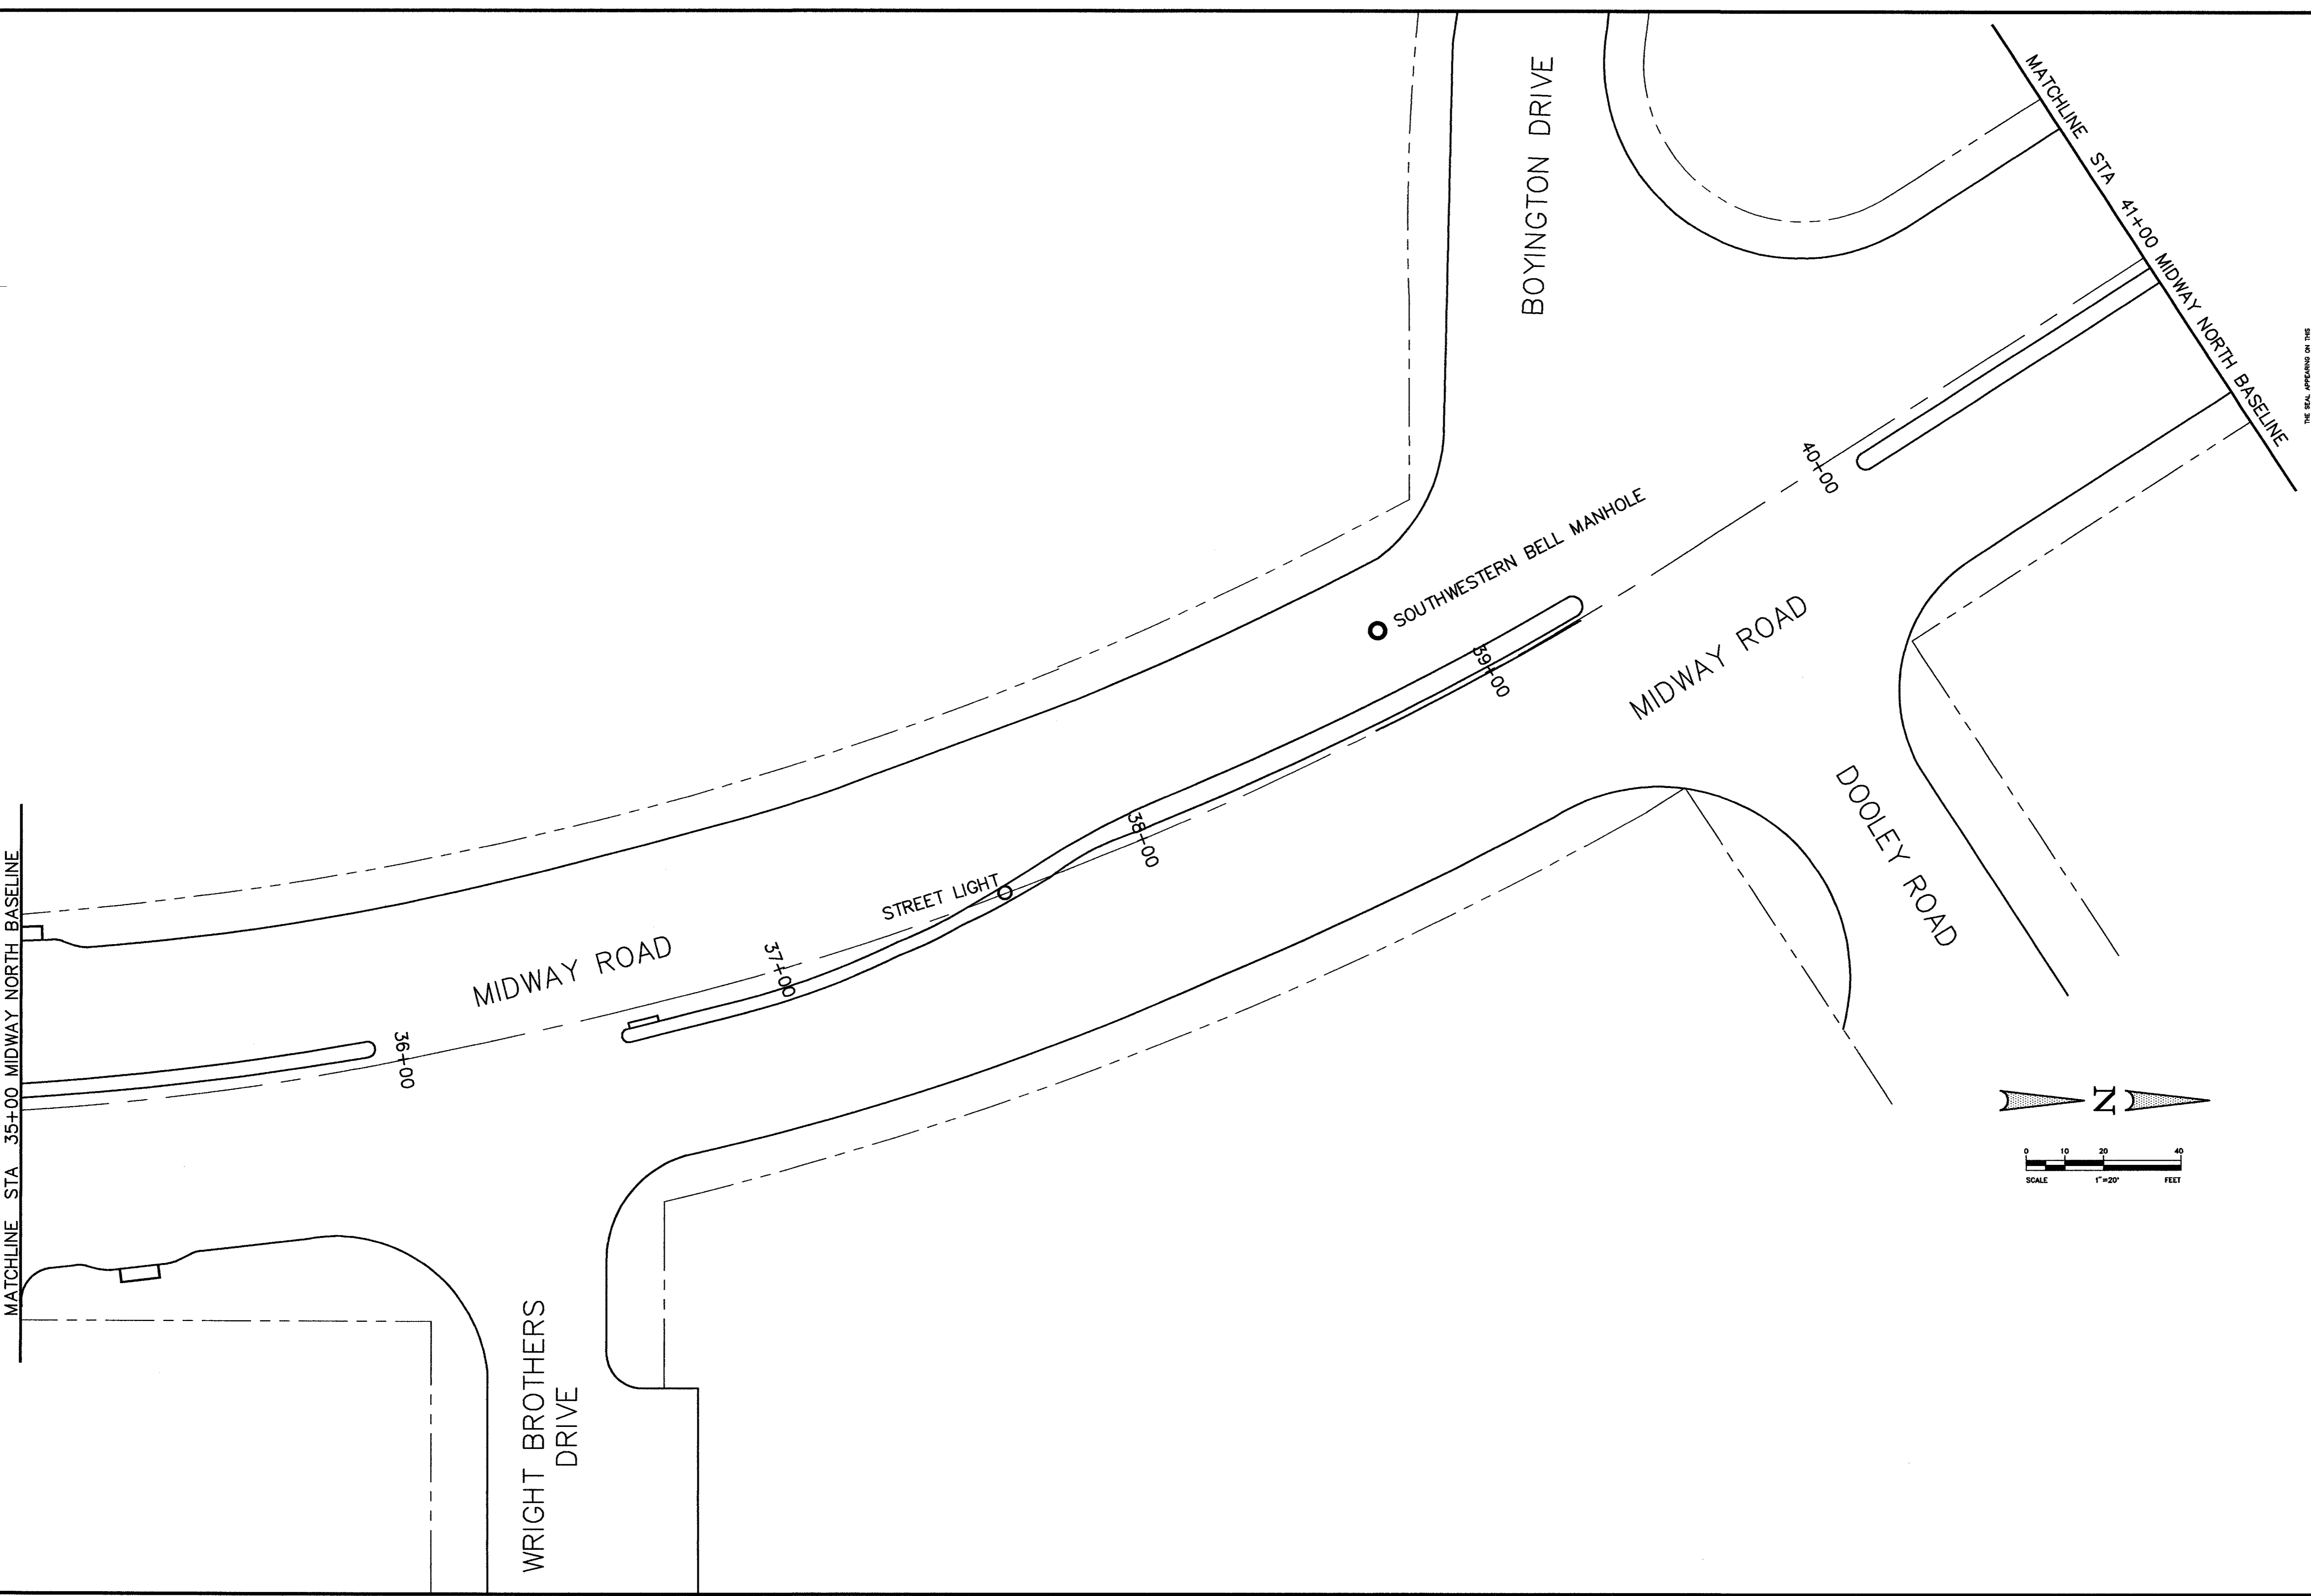 BOYINGTON DRIVE
MATCHLINE STA 41+00 MIDWAY NORTH BASELINE
THE SEAL APPEARING ON THIS
40+00
SOUTHWESTERN BELL MANHOLE
39+00
MIDWAY ROAD
DOOLEY ROAD
38+00
STREET LIGHT
37+00
MIDWAY ROAD
36+00
MATCHLINE STA 35+00 MIDWAY NORTH BASELINE
N
0 10 20 40
SCALE 1"=20' FEET
WRIGHT BROTHERS
DRIVE